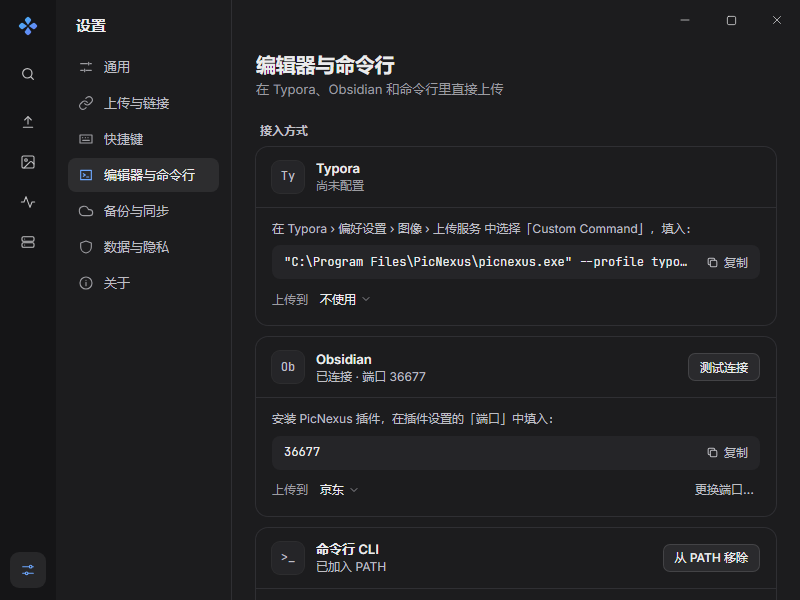 设置
通用
上传与链接
快捷键
编辑器与命令行
备份与同步
数据与隐私
关于
编辑器与命令行
在 Typora、Obsidian 和命令行里直接上传
接入方式
Ty
Typora
尚未配置
在 Typora › 偏好设置 › 图像 › 上传服务 中选择「Custom Command」，填入：
"C:\Program Files\PicNexus\picnexus.exe" --profile typo…
复制
上传到 不使用
Ob
Obsidian
已连接 · 端口 36677
测试连接
安装 PicNexus 插件，在插件设置的「端口」中填入：
36677
复制
上传到 京东
更换端口...
>_
命令行 CLI
已加入 PATH
从 PATH 移除